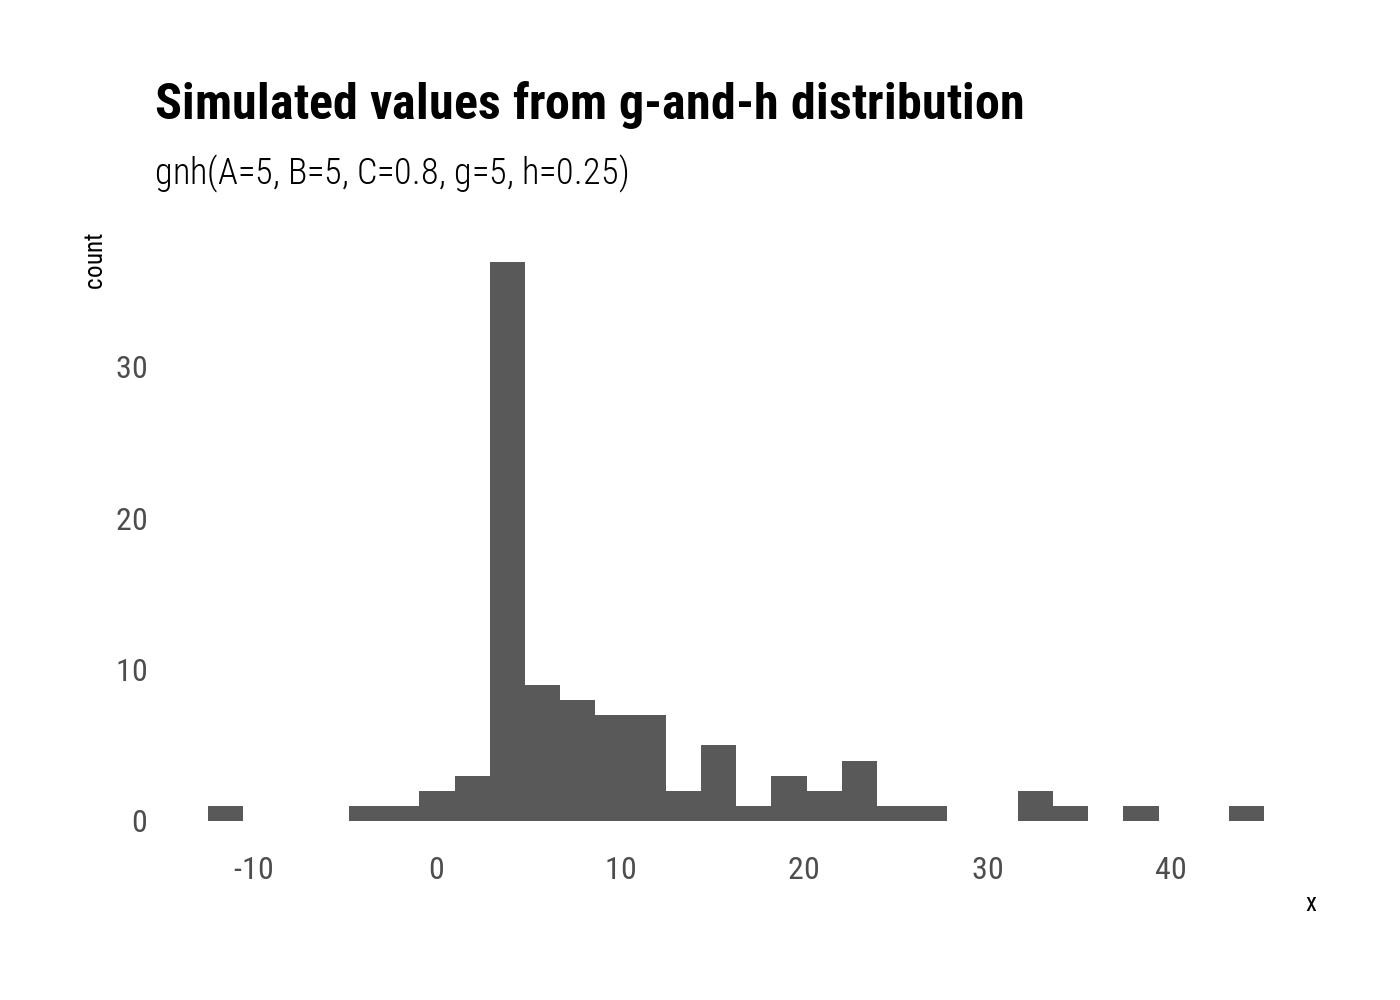 Simulated values from g-and-h distribution
gnh(A=5, B=5, C=0.8, g=5, h=0.25)
count
30
20
10
0
-10 0 10 20 30 40
x